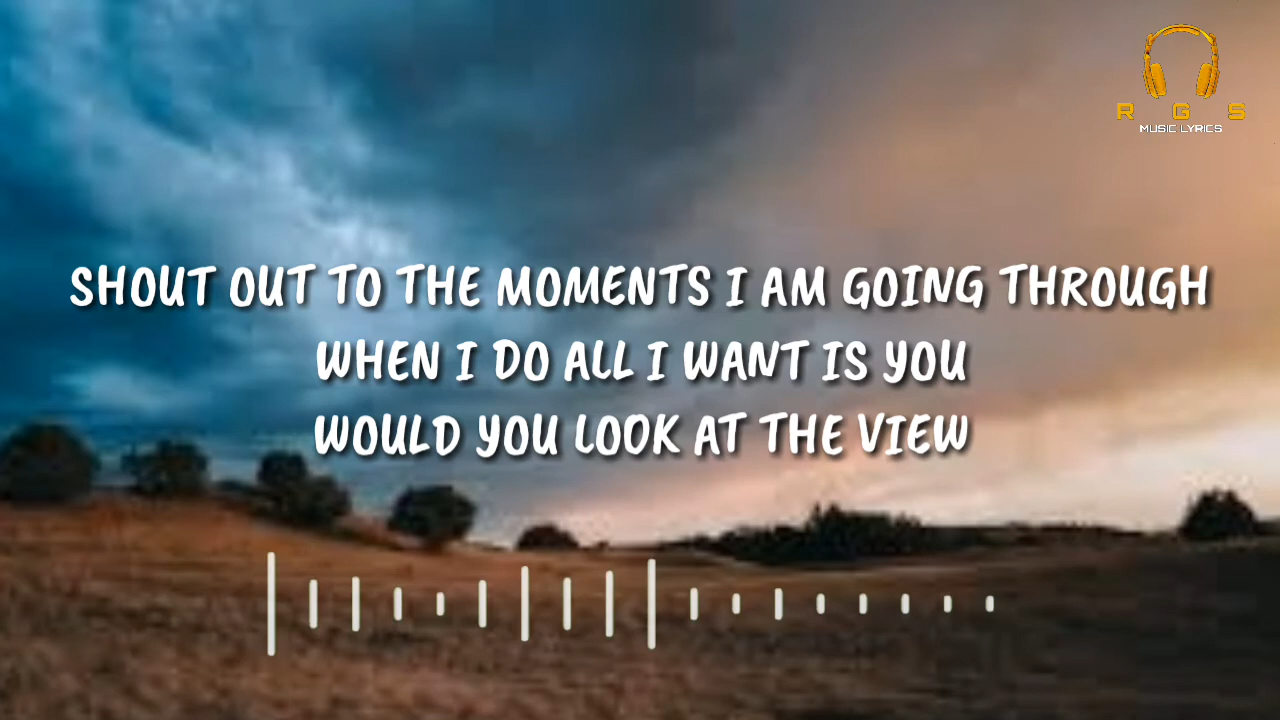 R G S
MUSIC LYRICS
SHOUT OUT TO THE MOMENTS I AM GOING THROUGH
WHEN I DO ALL I WANT IS YOU
WOULD YOU LOOK AT THE VIEW